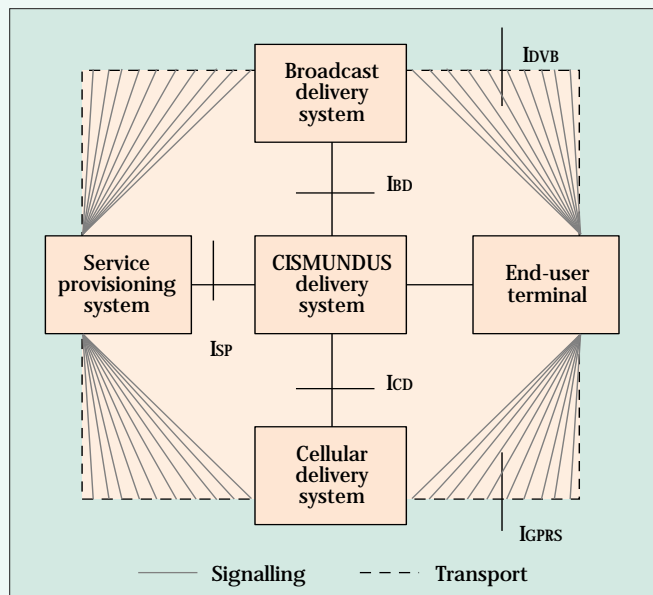 IDVB
Broadcast
delivery
system
IBD
Service
provisioning
system
CISMUNDUS
delivery
system
End-user
terminal
ISP
ICD
Cellular
delivery
system
IGPRS
Signalling
Transport